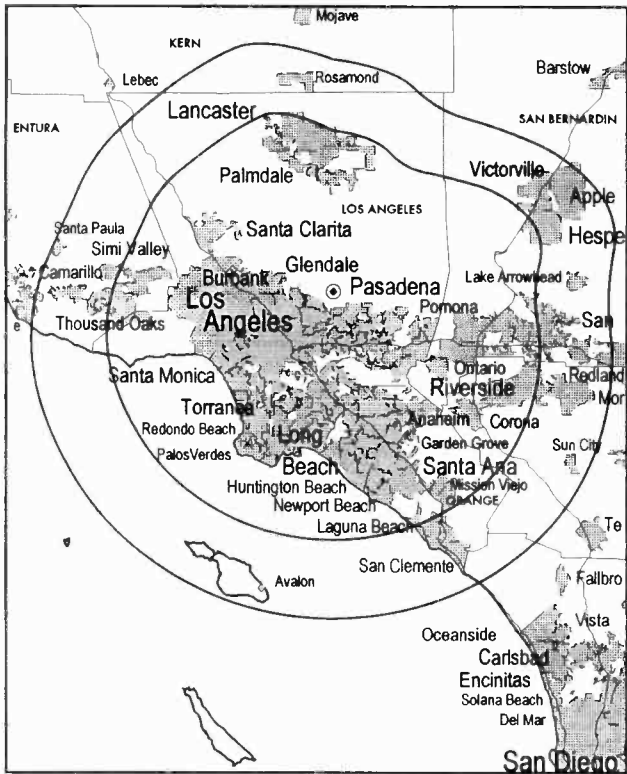 Mojave
KERN
Lebec
Rosamond
Barstow
Lancaster
SAN BERNARDIN
ENTURA
Palmdale
Victorville
Apple
LOS ANGELES
Santa Paula
Santa Clarita
Hespe
Simi Valley
Camarillo
Burbank
Glendale
Lake Arrowhead
Pasadena
Los
Angeles
Pomona
San
e
Thousand Oaks
Santa Monica
Ontario
Redland
Riverside
Mor
Torrance
Anaheim
Corona
Redondo Beach
Long
Beach
Garden Grove
Sun City
PalosVerdes
Santa Ana
Huntington Beach
Mission Viejo
Newport Beach
ORANGE
Laguna Beach
Te
San Clemente
Avalon
Fallbro
Vista
Oceanside
Carlsbad
Encinitas
Solana Beach
Del Mar
San Diego